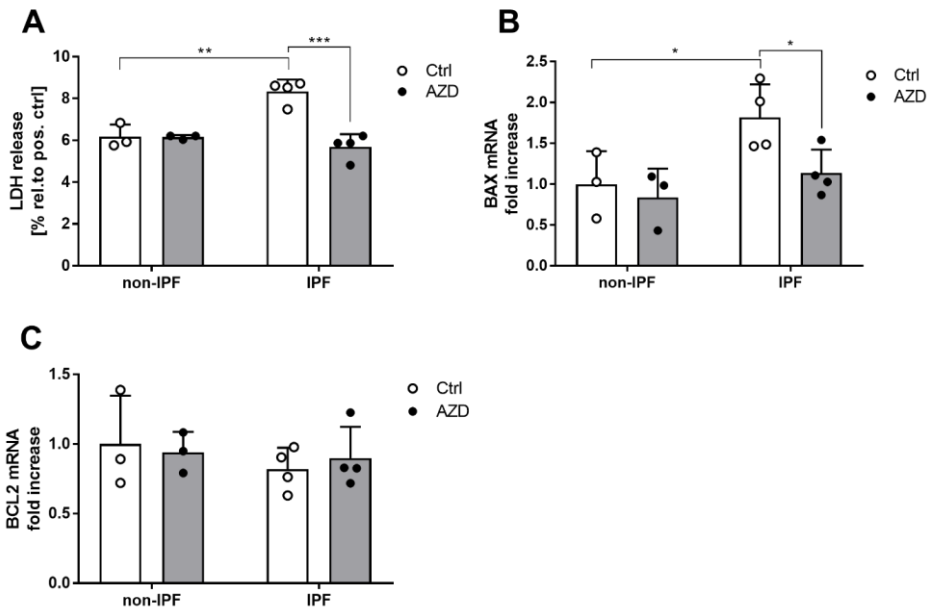 A
LDH release
[% rel.to pos. ctrl]
10
8
6
4
2
0
**
***
Ctrl
AZD
non-IPF
IPF
B
BAX mRNA
fold increase
2.5
2.0
1.5
1.0
0.5
0.0
*
*
Ctrl
AZD
non-IPF
IPF
C
BCL2 mRNA
fold increase
1.5
1.0
0.5
0.0
Ctrl
AZD
non-IPF
IPF